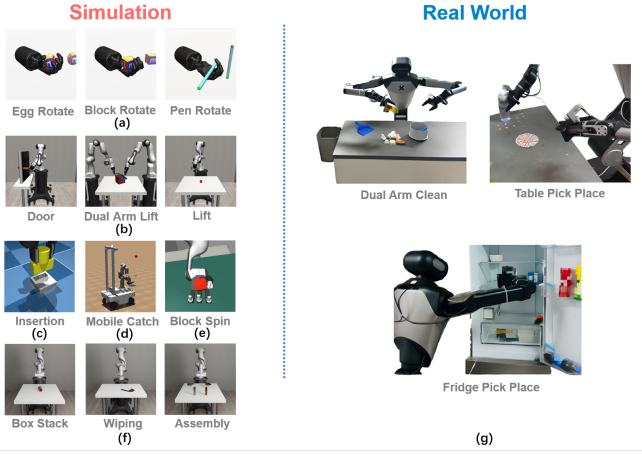 Simulation
Real World
Egg Rotate
Block Rotate
Pen Rotate
(a)
Door
Dual Arm Lift
Lift
(b)
Insertion
Mobile Catch
Block Spin
(c)
(d)
(e)
Box Stack
Wiping
Assembly
(f)
Dual Arm Clean
Table Pick Place
Fridge Pick Place
(g)